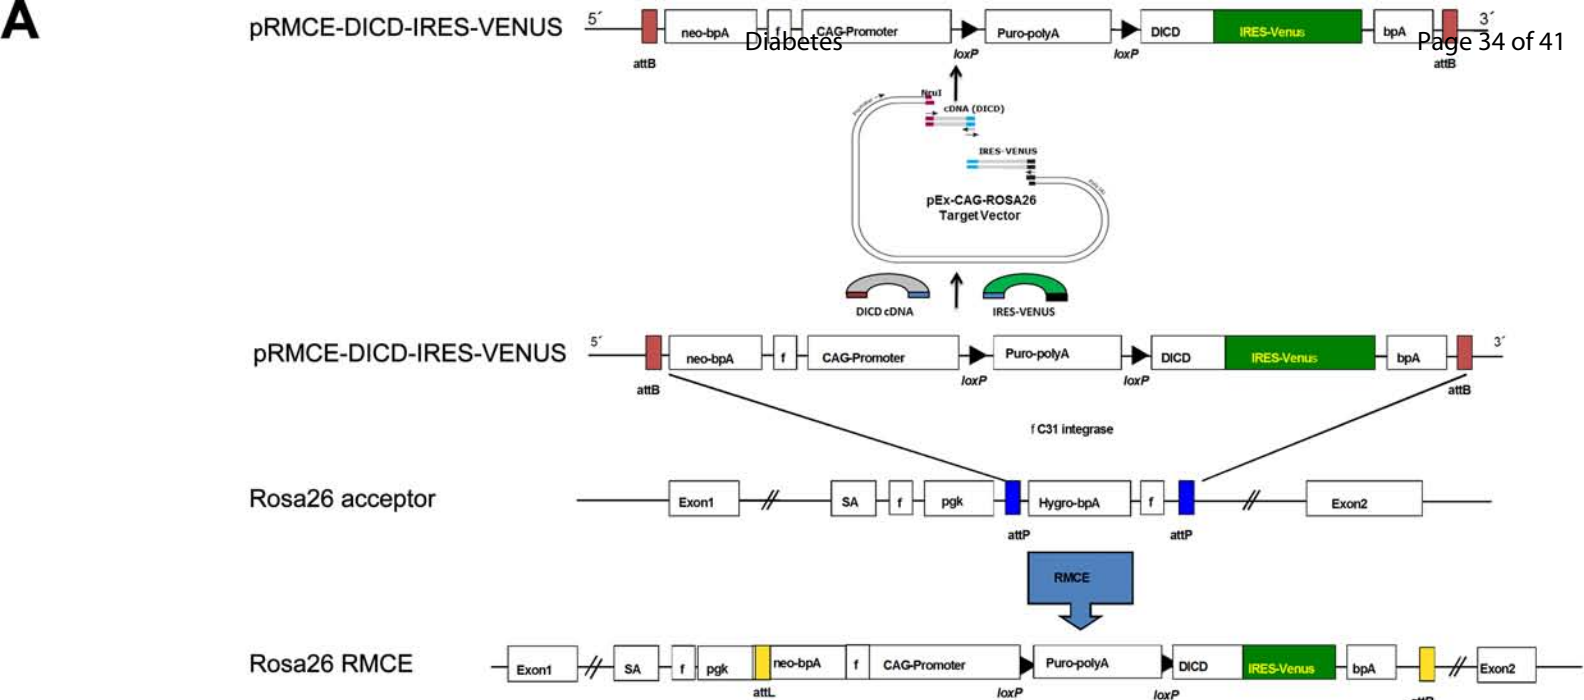 A
pRMCE-DICD-IRES-VENUS 5´ neo-bpA f CAG-Promoter Puro-polyA DICD IRES-Venus bpA 3´
Diabetes Page 34 of 41
attB loxP loxP attB
NruI
cDNA (DICD)
IRES-VENUS
pEx-CAG-ROSA26
Target Vector
DICD cDNA IRES-VENUS
pRMCE-DICD-IRES-VENUS 5´ neo-bpA f CAG-Promoter Puro-polyA DICD IRES-Venus bpA 3´
attB loxP loxP attB
f C31 integrase
Rosa26 acceptor Exon1 SA f pgk Hygro-bpA f Exon2
attP attP
RMCE
Rosa26 RMCE Exon1 SA f pgk neo-bpA f CAG-Promoter Puro-polyA DICD IRES-Venus bpA Exon2
attL loxP loxP